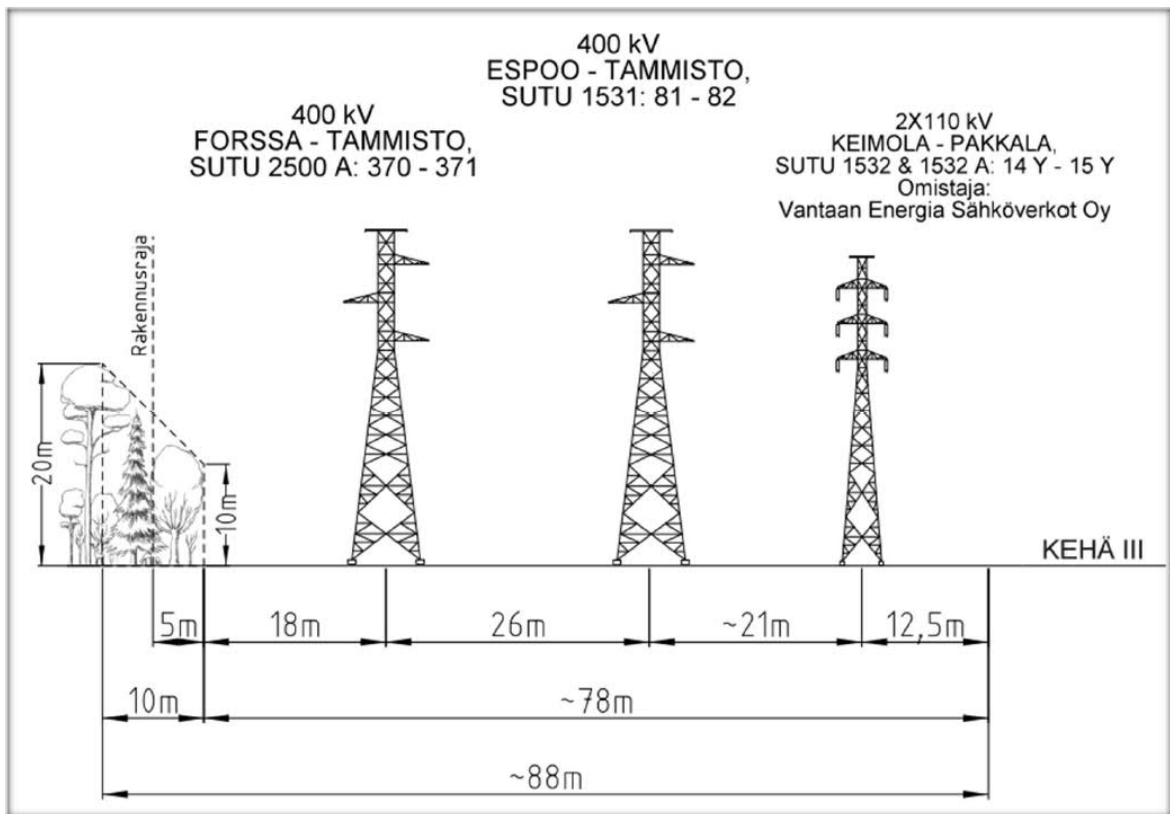 400 kV
ESPOO - TAMMISTO,
SUTU 1531: 81 - 82
400 kV
FORSSA - TAMMISTO,
SUTU 2500 A: 370 - 371
2X110 kV
KEIMOLA - PAKKALA,
SUTU 1532 & 1532 A: 14 Y - 15 Y
Omistaja:
Vantaan Energia Sähköverkot Oy
Rakennusraja
20m
10m
KEHÄ III
5m
18m
26m
~21m
12,5m
10m
~78m
~88m